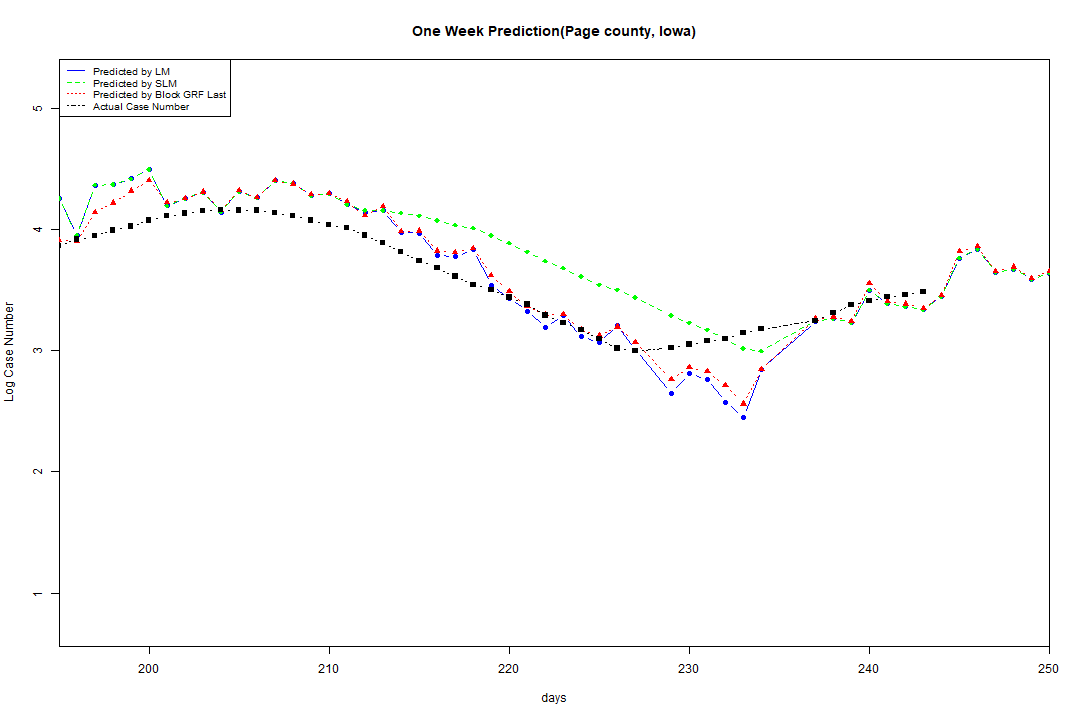 One Week Prediction(Page county, Iowa)
Predicted by LM
Predicted by SLM
Predicted by Block GRF Last
Actual Case Number
5
4
3
2
1
Log Case Number
200 210 220 230 240 250
days